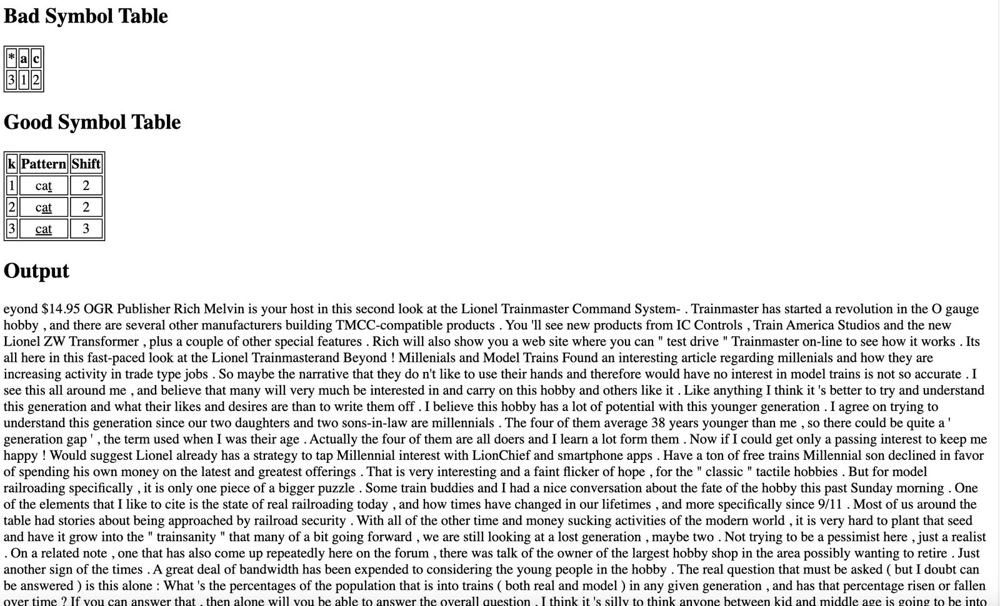 Bad Symbol Table
* a c
3 1 2
Good Symbol Table
k Pattern Shift
1 cat 2
2 cat 2
3 cat 3
Output
eyond $14.95 OGR Publisher Rich Melvin is your host in this second look at the Lionel Trainmaster Command System- . Trainmaster has started a revolution in the O gauge
hobby , and there are several other manufacturers building TMCC-compatible products . You 'll see new products from IC Controls , Train America Studios and the new
Lionel ZW Transformer , plus a couple of other special features . Rich will also show you a web site where you can " test drive " Trainmaster on-line to see how it works . Its
all here in this fast-paced look at the Lionel Trainmasterand Beyond ! Millenials and Model Trains Found an interesting article regarding millenials and how they are
increasing activity in trade type jobs . So maybe the narrative that they do n't like to use their hands and therefore would have no interest in model trains is not so accurate . I
see this all around me , and believe that many will very much be interested in and carry on this hobby and others like it . Like anything I think it 's better to try and understand
this generation and what their likes and desires are than to write them off . I believe this hobby has a lot of potential with this younger generation . I agree on trying to
understand this generation since our two daughters and two sons-in-law are millennials . The four of them average 38 years younger than me , so there could be quite a '
generation gap ' , the term used when I was their age . Actually the four of them are all doers and I learn a lot form them . Now if I could get only a passing interest to keep me
happy ! Would suggest Lionel already has a strategy to tap Millennial interest with LionChief and smartphone apps . Have a ton of free trains Millennial son declined in favor
of spending his own money on the latest and greatest offerings . That is very interesting and a faint flicker of hope , for the " classic " tactile hobbies . But for model
railroading specifically , it is only one piece of a bigger puzzle . Some train buddies and I had a nice conversation about the fate of the hobby this past Sunday morning . One
of the elements that I like to cite is the state of real railroading today , and how times have changed in our lifetimes , and more specifically since 9/11 . Most of us around the
table had stories about being approached by railroad security . With all of the other time and money sucking activities of the modern world , it is very hard to plant that seed
and have it grow into the " trainsanity " that many of a bit going forward , we are still looking at a lost generation , maybe two . Not trying to be a pessimist here , just a realist
. On a related note , one that has also come up repeatedly here on the forum , there was talk of the owner of the largest hobby shop in the area possibly wanting to retire . Just
another sign of the times . A great deal of bandwidth has been expended to considering the young people in the hobby . The real question that must be asked ( but I doubt can
be answered ) is this alone : What 's the percentages of the population that is into trains ( both real and model ) in any given generation , and has that percentage risen or fallen
over time ? If you can answer that , then alone will you be able to answer the overall question . I think it 's silly to think anyone between kid and middle age is going to be into